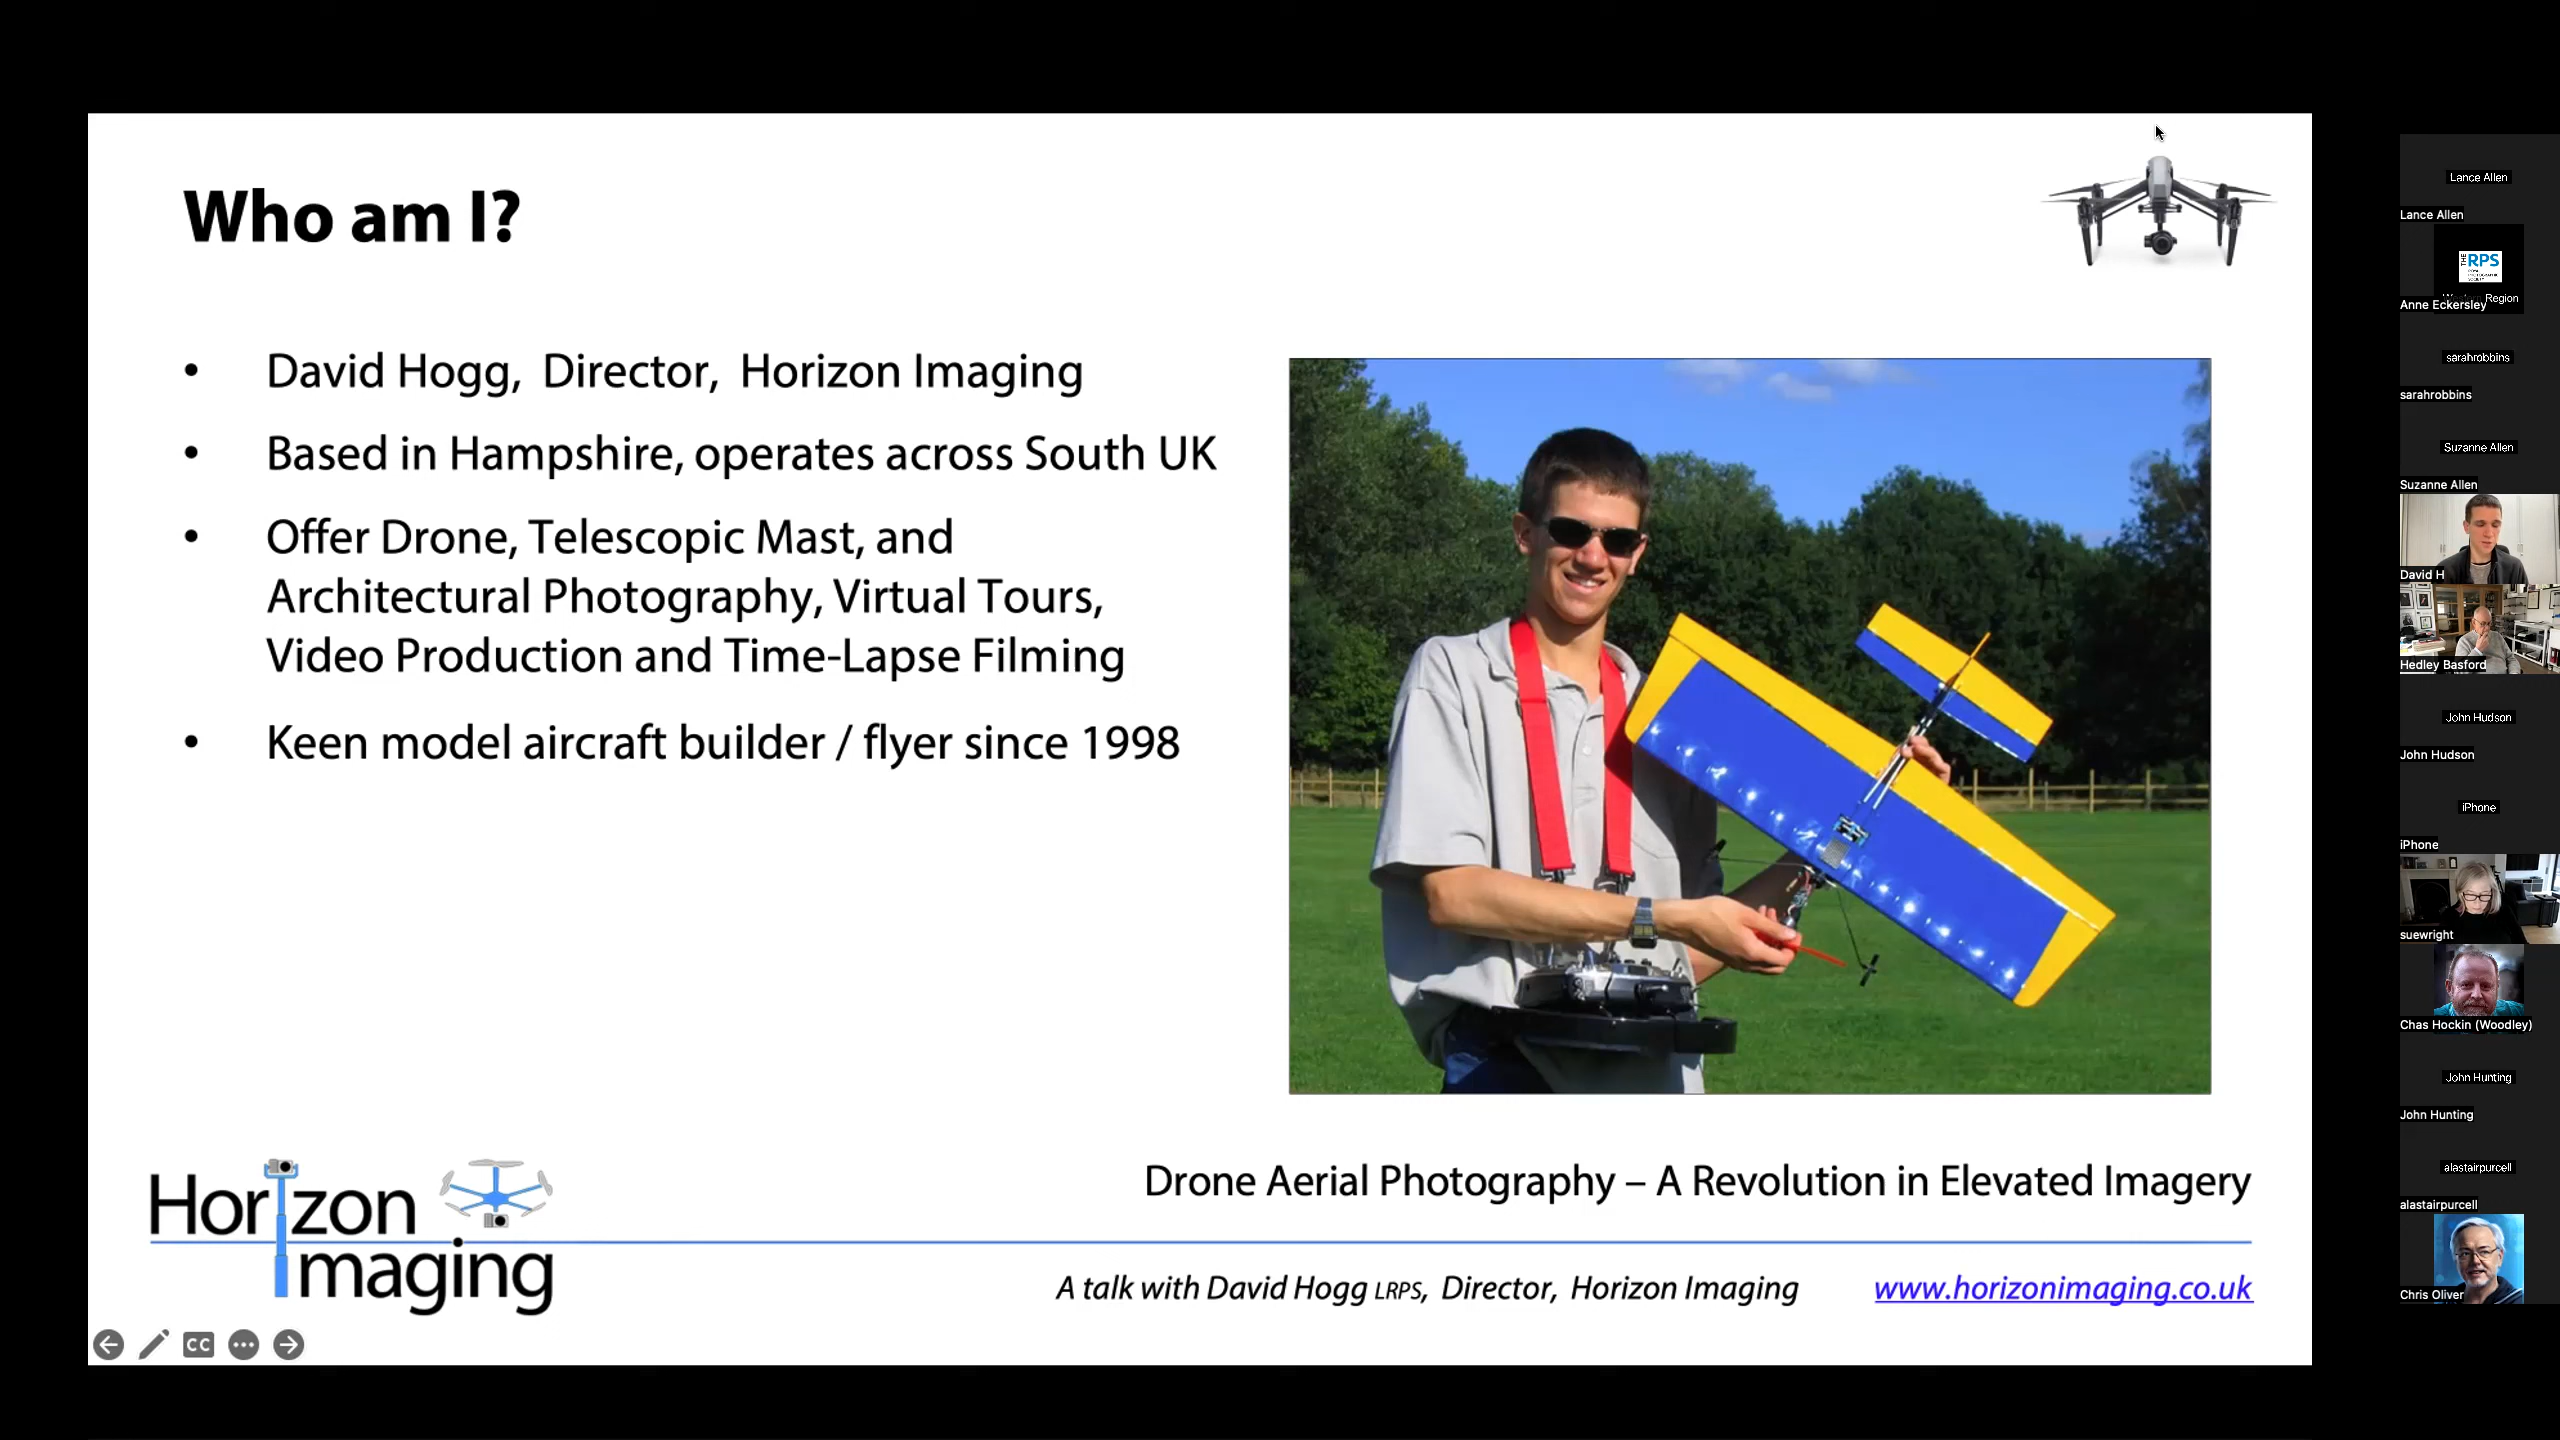 Who am I?
• David Hogg, Director, Horizon Imaging
• Based in Hampshire, operates across South UK
• Offer Drone, Telescopic Mast, and
Architectural Photography, Virtual Tours,
Video Production and Time-Lapse Filming
• Keen model aircraft builder / flyer since 1998
Horizon
Imaging
Drone Aerial Photography – A Revolution in Elevated Imagery
A talk with David Hogg LRPS, Director, Horizon Imaging
www.horizonimaging.co.uk
CC
Lance Allen
Lance Allen
THE RPS
ROYAL
PHOTOGRAPHIC
SOCIETY
Region
Anne Eckersley
sarahrobbins
sarahrobbins
Suzanne Allen
Suzanne Allen
David H
Hedley Basford
John Hudson
John Hudson
iPhone
iPhone
suewright
Chas Hockin (Woodley)
John Hunting
John Hunting
alastairpurcell
alastairpurcell
Chris Oliver